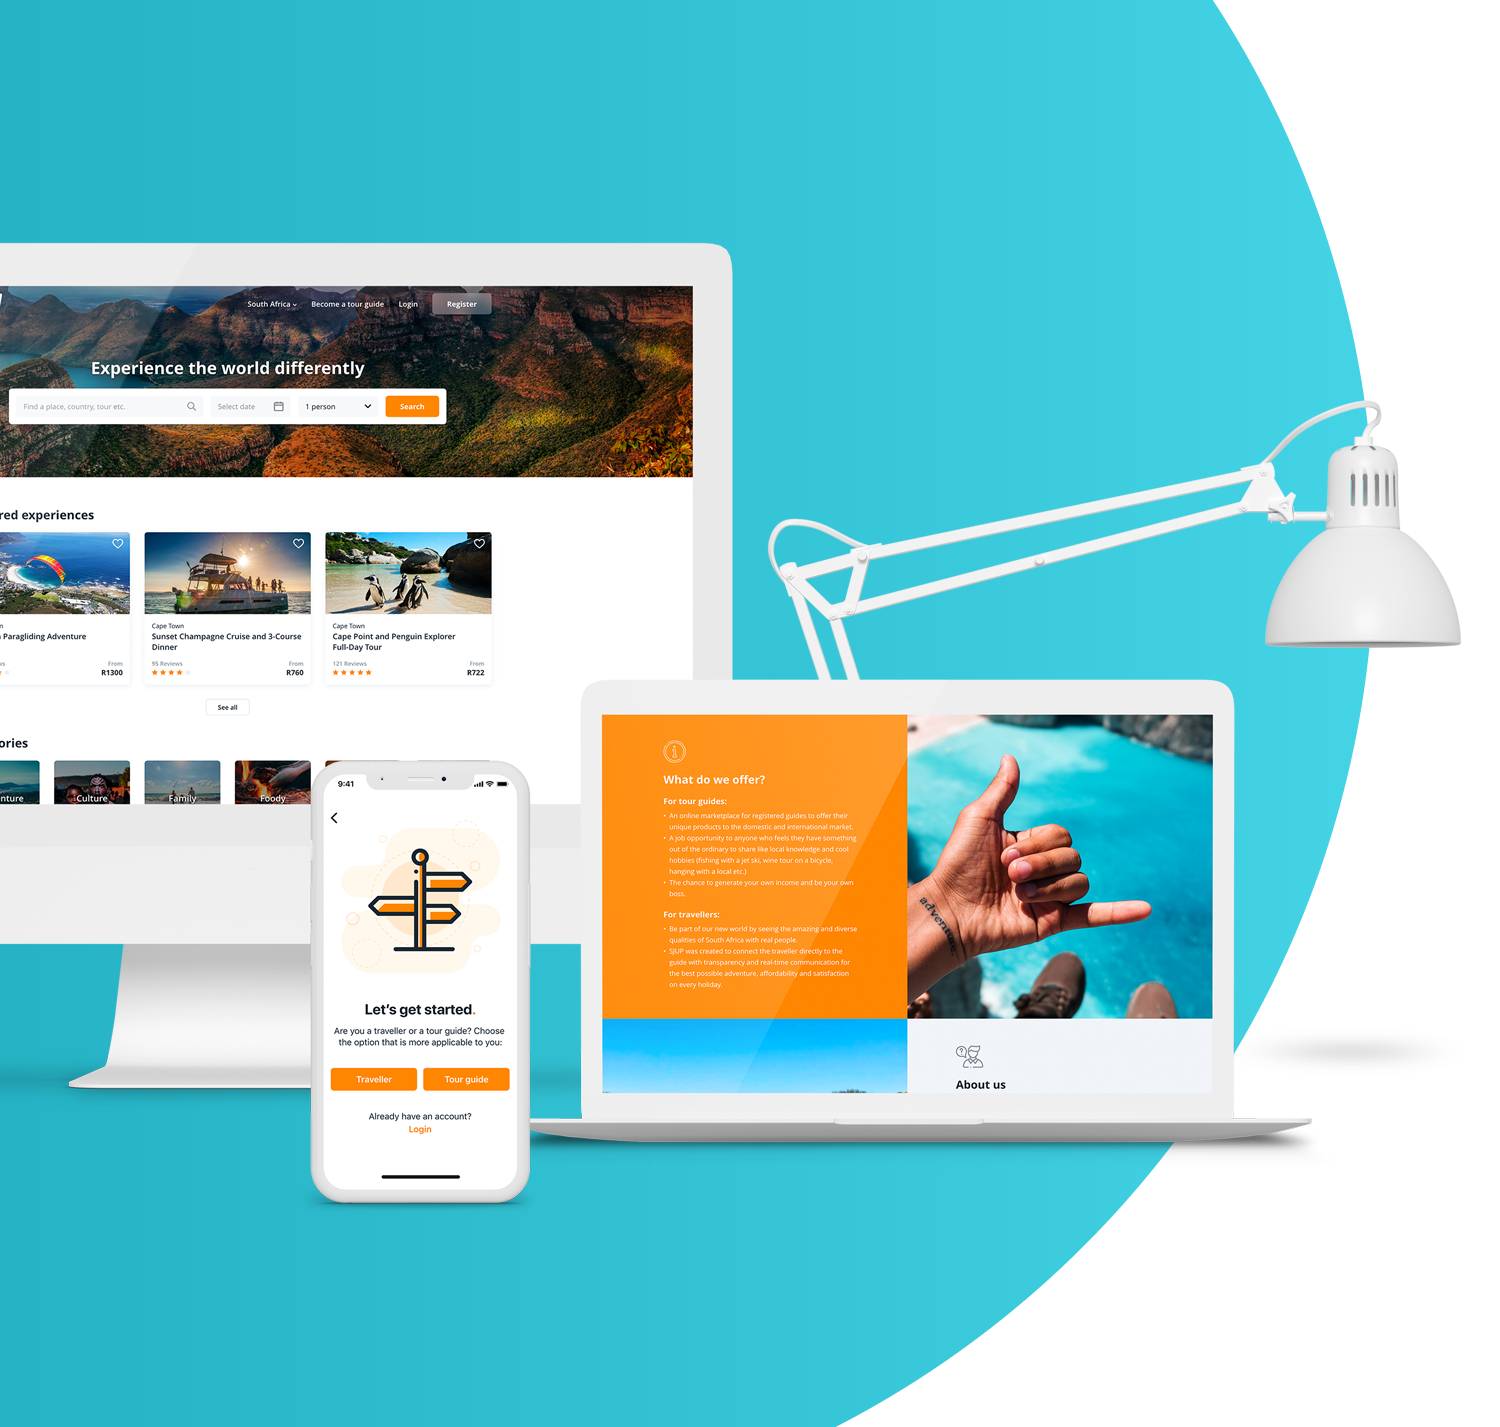 South Africa
Become a tour guide
Login
Register
Experience the world differently
Find a place, country, tour etc.
Select date
1 person
Search
red experiences
Paragliding Adventure
From
R1300
Cape Town
Sunset Champagne Cruise and 3-Course
Dinner
95 Reviews
From
R760
Cape Town
Cape Point and Penguin Explorer
Full-Day Tour
121 Reviews
From
R722
See all
ories
nture
Culture
Family
Foody
9:41
Let's get started.
Are you a traveller or a tour guide? Choose
the option that is more applicable to you:
Traveller
Tour guide
Already have an account?
Login
What do we offer?
For tour guides:
• An online marketplace for registered guides to offer their
unique products to the domestic and international market.
• A job opportunity to anyone who feels they have something
out of the ordinary to share like local knowledge and cool
hobbies (fishing with a jet ski, wine tour on a bicycle,
hanging with a local etc.)
• The chance to generate your own income and be your own
boss.
For travellers:
• Be part of our new world by seeing the amazing and diverse
qualities of South Africa with real people.
• SJUP was created to connect the traveller directly to the
guide with transparency and real-time communication for
the best possible adventure, affordability and satisfaction
on every holiday.
adventure
About us